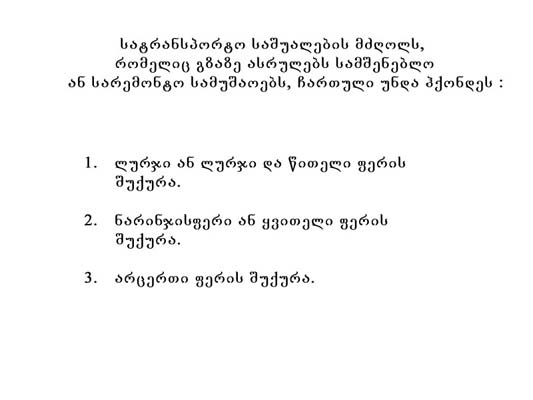 სატრანსპორტო საშუალების მძღოლს,
რომელიც გზაზე ასრულებს სამშენებლო
ან სარემონტო სამუშაოებს, ჩართული უნდა ჰქონდეს :
1. ლურჯი ან ლურჯი და წითელი ფერის
შუქურა.
2. ნარინჯისფერი ან ყვითელი ფერის
შუქურა.
3. არცერთი ფერის შუქურა.